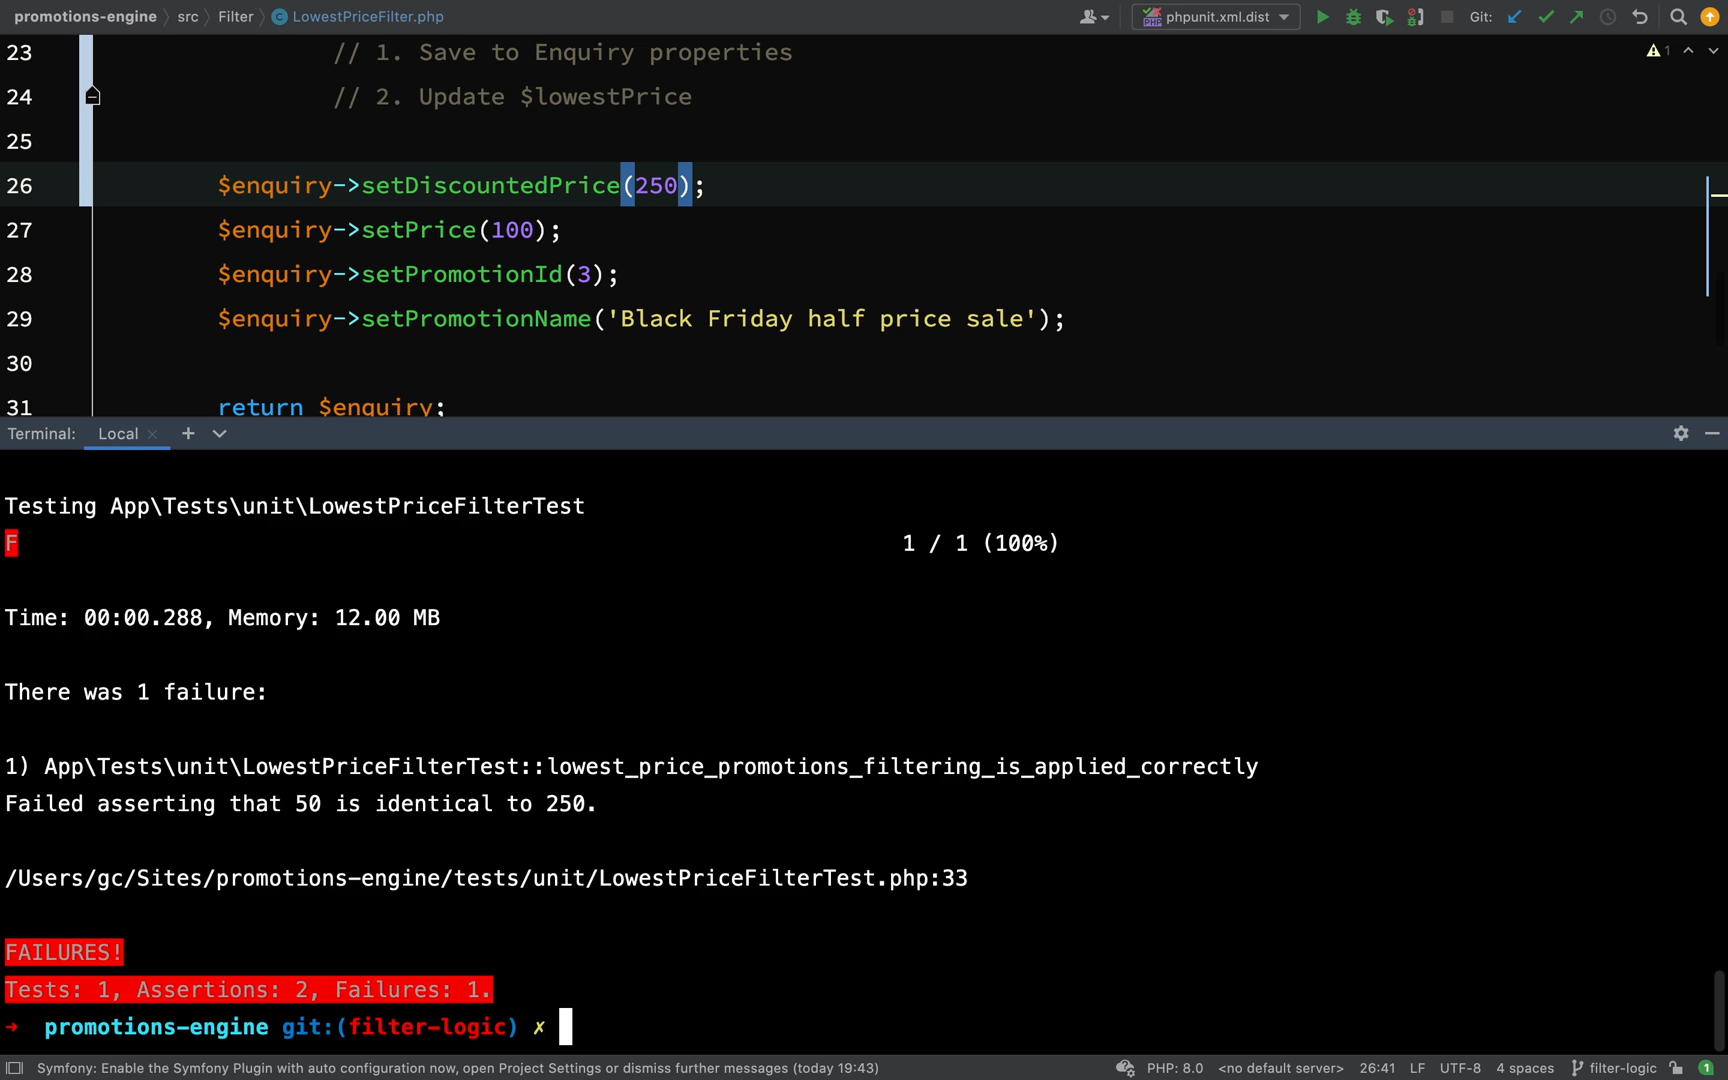 promotions-engine src Filter LowestPriceFilter.php phpunit.xml.dist Git:
23 // 1. Save to Enquiry properties 1
24 // 2. Update $lowestPrice
25
26 $enquiry->setDiscountedPrice(250);
27 $enquiry->setPrice(100);
28 $enquiry->setPromotionId(3);
29 $enquiry->setPromotionName('Black Friday half price sale');
30
31 return $enquiry;
Terminal: Local
Testing App\Tests\unit\LowestPriceFilterTest
F 1 / 1 (100%)
Time: 00:00.288, Memory: 12.00 MB
There was 1 failure:
1) App\Tests\unit\LowestPriceFilterTest::lowest_price_promotions_filtering_is_applied_correctly
Failed asserting that 50 is identical to 250.
/Users/gc/Sites/promotions-engine/tests/unit/LowestPriceFilterTest.php:33
FAILURES!
Tests: 1, Assertions: 2, Failures: 1.
→ promotions-engine git:(filter-logic) ✗
Symfony: Enable the Symfony Plugin with auto configuration now, open Project Settings or dismiss further messages (today 19:43) PHP: 8.0 <no default server> 26:41 LF UTF-8 4 spaces filter-logic 1